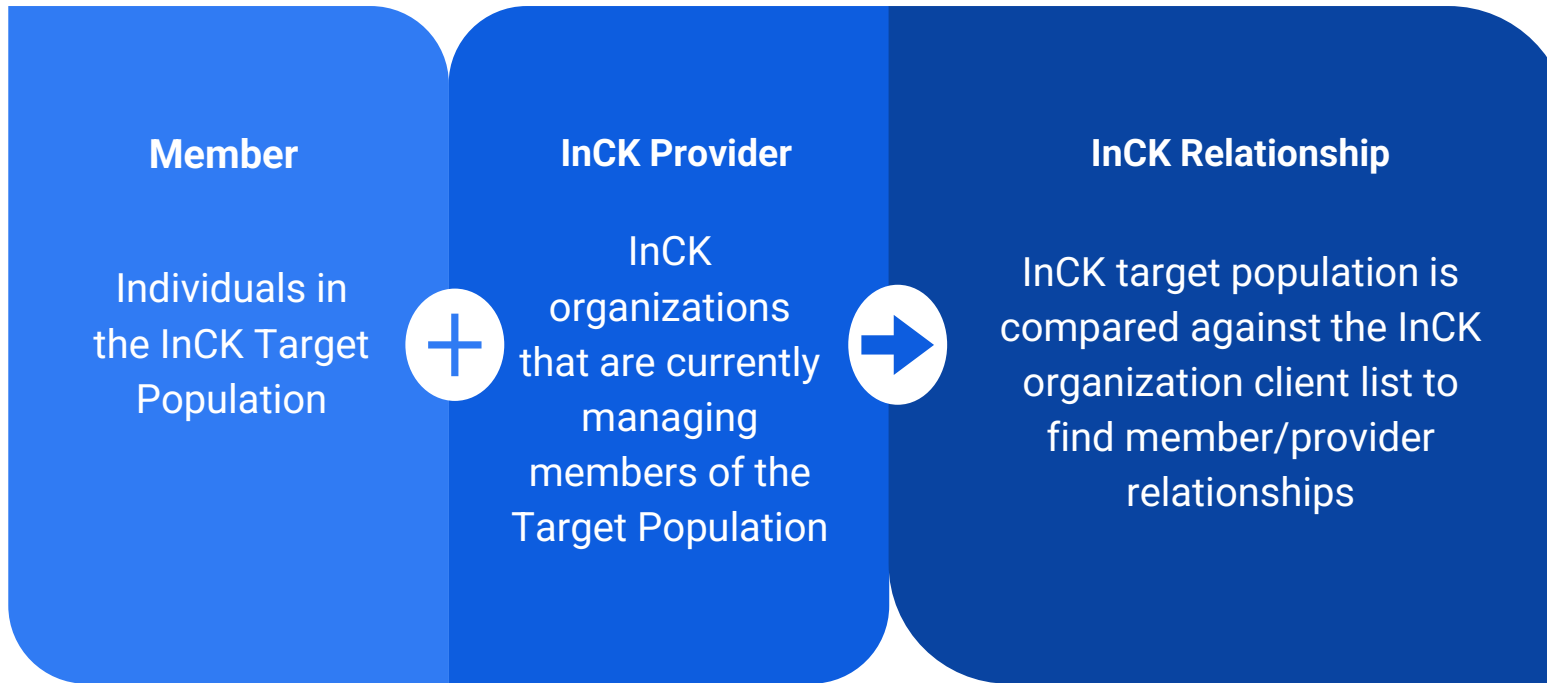 Member
Individuals in
the InCK Target
Population
InCK Provider
InCK
organizations
that are currently
managing
members of the
Target Population
InCK Relationship
InCK target population is
compared against the InCK
organization client list to
find member/provider
relationships